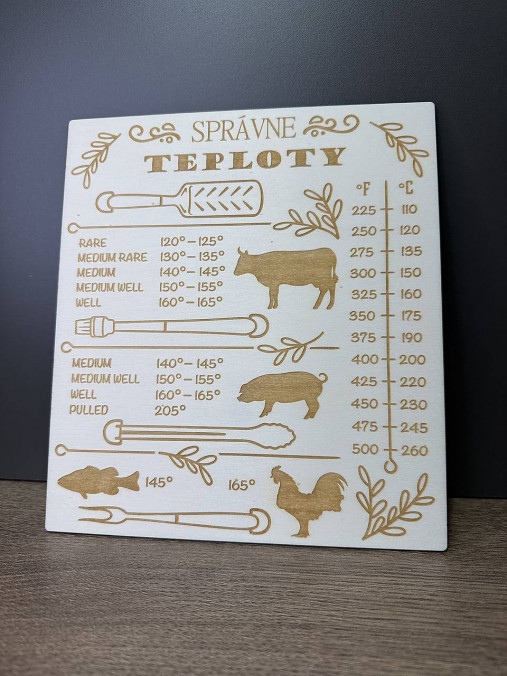 SPRÁVNE
TEPLOTY
°F °C
225 110
250 120
275 135
300 150
325 160
350 175
375 190
400 200
425 220
450 230
475 245
500 260
RARE 120°–125°
MEDIUM RARE 130°–135°
MEDIUM 140°–145°
MEDIUM WELL 150°–155°
WELL 160°–165°
MEDIUM 140°–145°
MEDIUM WELL 150°–155°
WELL 160°–165°
PULLED 205°
145° 165°